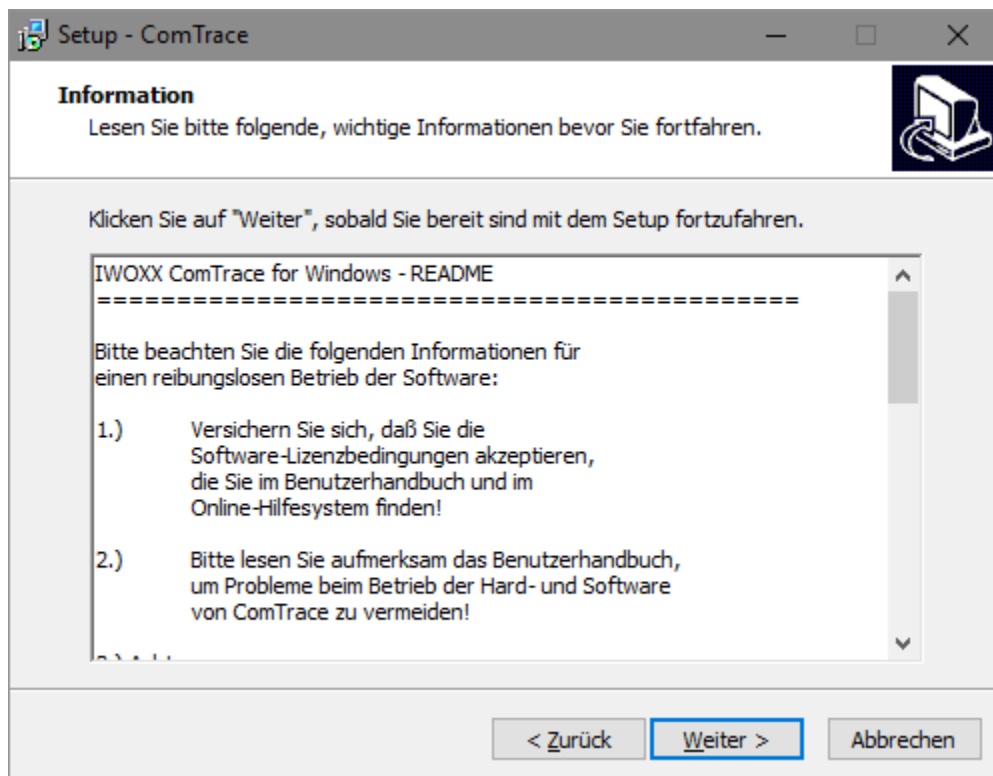 Setup - ComTrace
Information
Lesen Sie bitte folgende, wichtige Informationen bevor Sie fortfahren.
Klicken Sie auf "Weiter", sobald Sie bereit sind mit dem Setup fortzufahren.
IWOXX ComTrace for Windows - README
============================================
Bitte beachten Sie die folgenden Informationen für
einen reibungslosen Betrieb der Software:
1.) Versichern Sie sich, daß Sie die
Software-Lizenzbedingungen akzeptieren,
die Sie im Benutzerhandbuch und im
Online-Hilfesystem finden!
2.) Bitte lesen Sie aufmerksam das Benutzerhandbuch,
um Probleme beim Betrieb der Hard- und Software
von ComTrace zu vermeiden!
< Zurück Weiter > Abbrechen